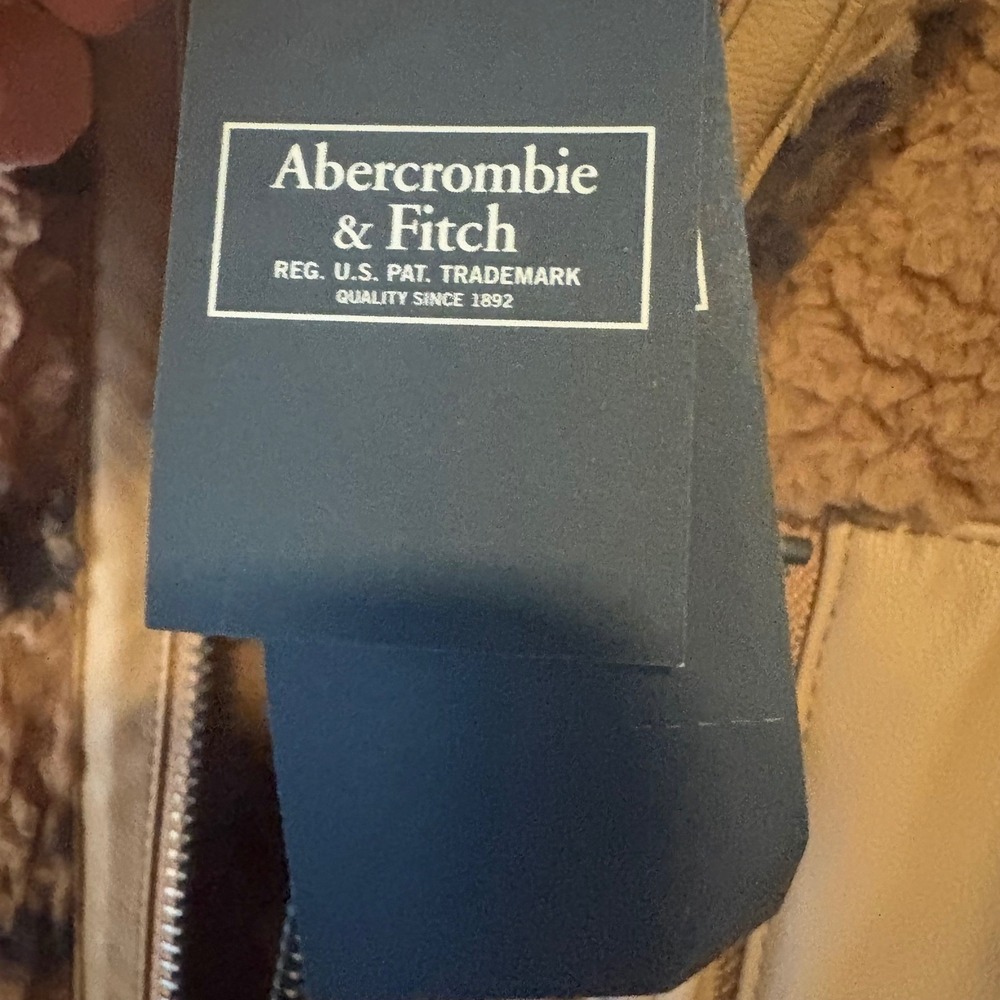 Abercrombie
& Fitch
REG. U.S. PAT. TRADEMARK
QUALITY SINCE 1892